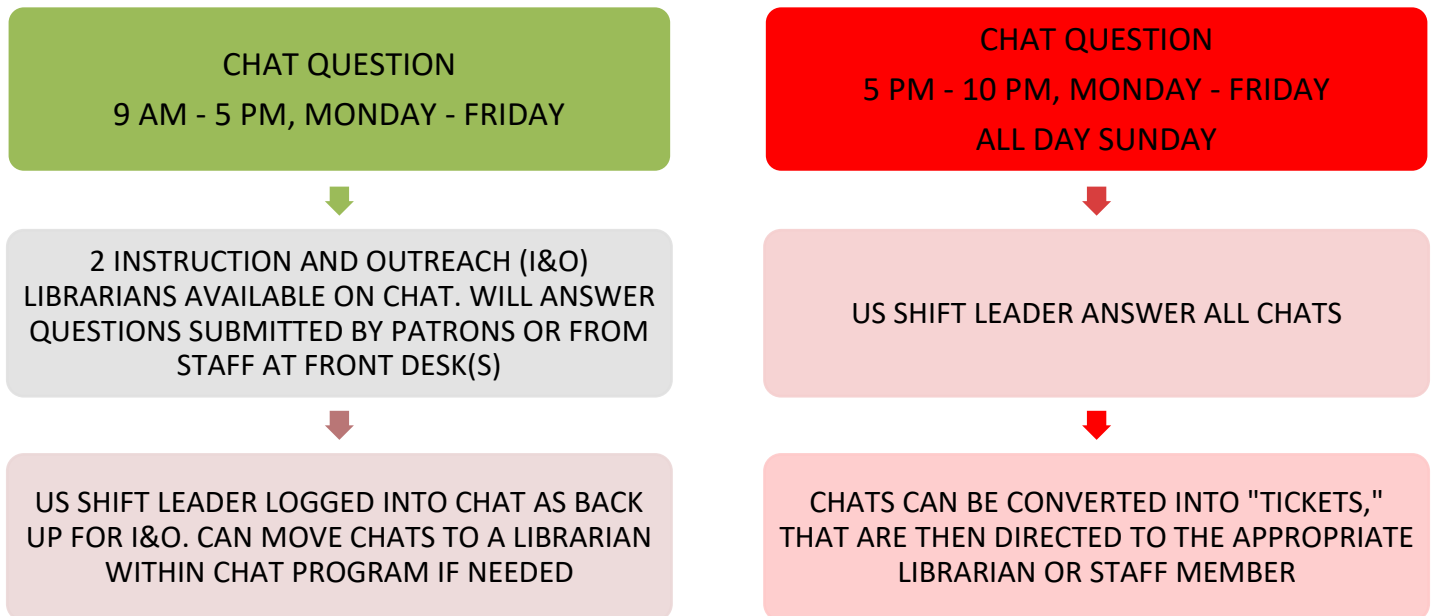 CHAT QUESTION
9 AM - 5 PM, MONDAY - FRIDAY
2 INSTRUCTION AND OUTREACH (I&O)
LIBRARIANS AVAILABLE ON CHAT. WILL ANSWER
QUESTIONS SUBMITTED BY PATRONS OR FROM
STAFF AT FRONT DESK(S)
US SHIFT LEADER LOGGED INTO CHAT AS BACK
UP FOR I&O. CAN MOVE CHATS TO A LIBRARIAN
WITHIN CHAT PROGRAM IF NEEDED
CHAT QUESTION
5 PM - 10 PM, MONDAY - FRIDAY
ALL DAY SUNDAY
US SHIFT LEADER ANSWER ALL CHATS
CHATS CAN BE CONVERTED INTO "TICKETS,"
THAT ARE THEN DIRECTED TO THE APPROPRIATE
LIBRARIAN OR STAFF MEMBER